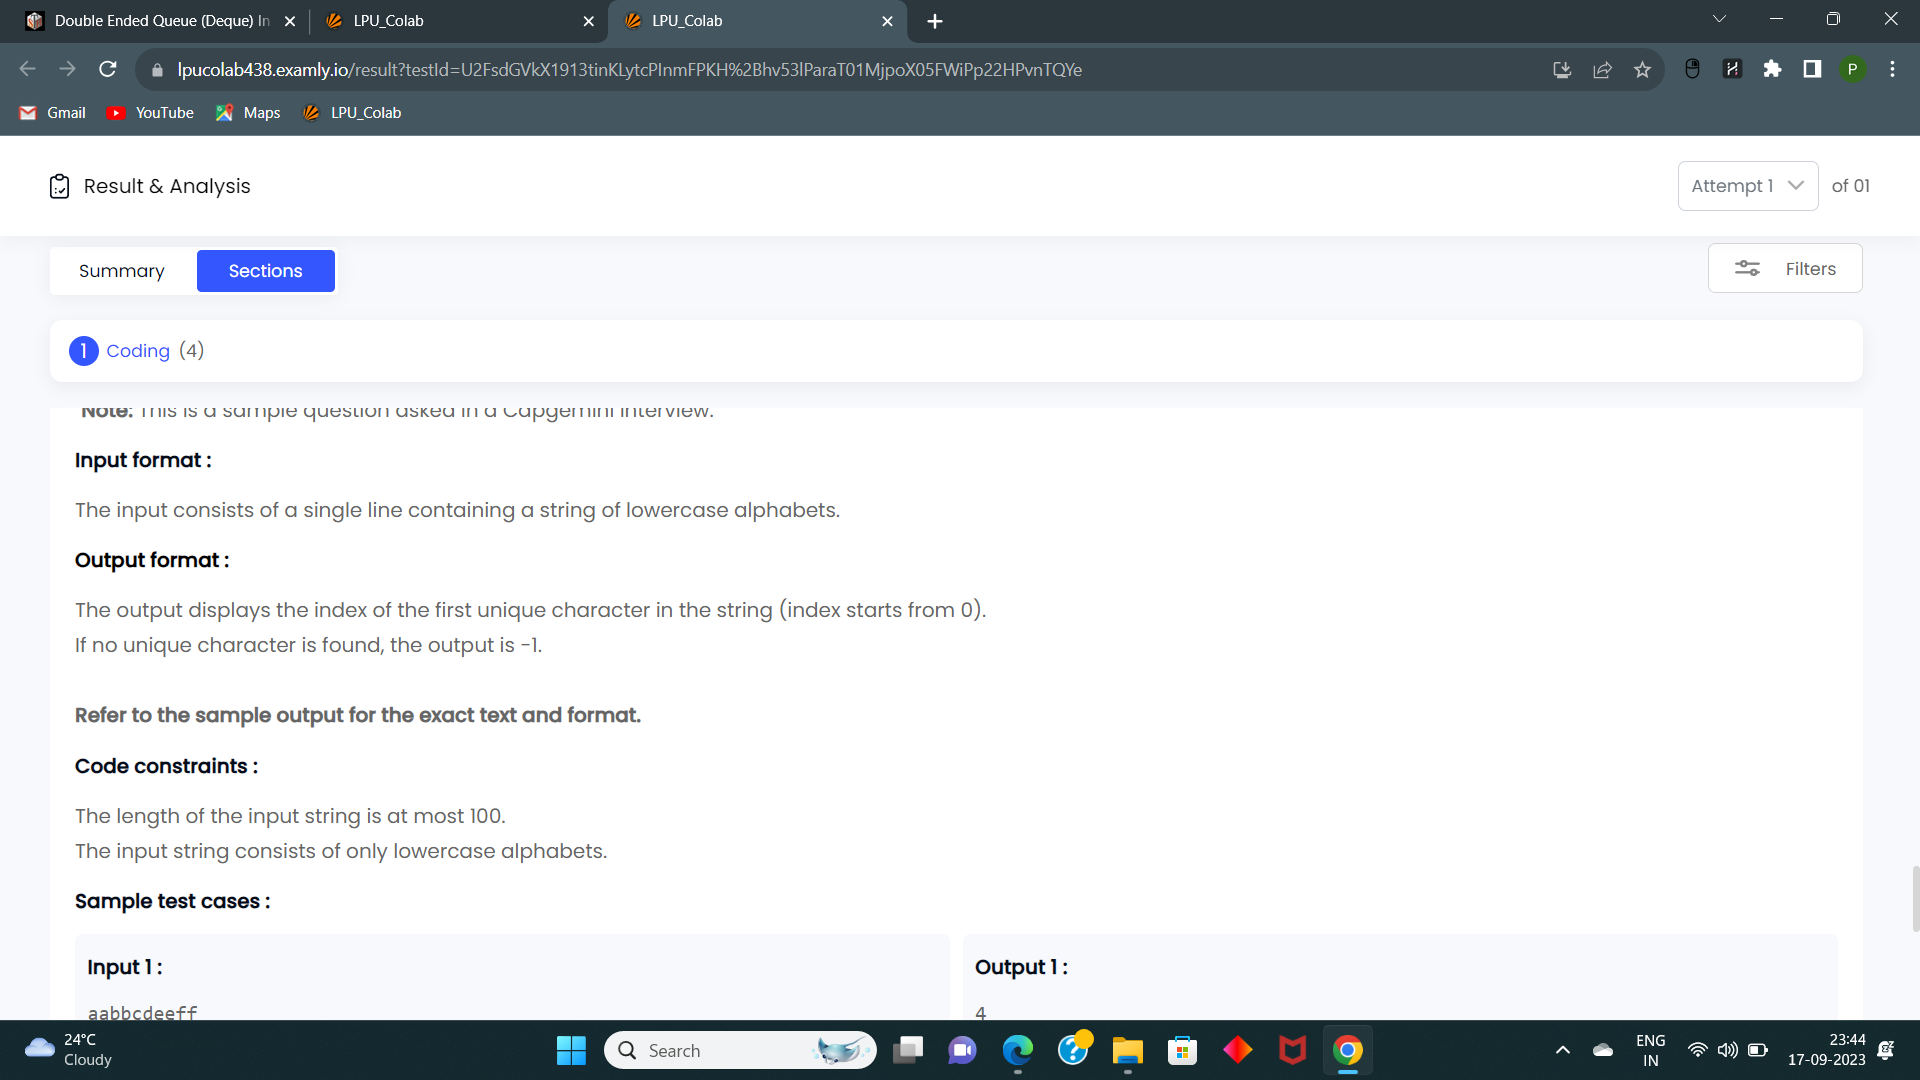 Double Ended Queue (Deque) In
LPU_Colab
LPU_Colab
lpucolab438.examly.io/result?testId=U2FsdGVkX1913tinKLytcPInmFPKH%2Bhv53lParaT01MjpoX05FWiPp22HPvnTQYe
P
Gmail
YouTube
Maps
LPU_Colab
Result & Analysis
Attempt 1
of 01
Summary
Sections
Filters
1 Coding (4)
Note: This is a sample question asked in a Capgemini interview.
Input format :
The input consists of a single line containing a string of lowercase alphabets.
Output format :
The output displays the index of the first unique character in the string (index starts from 0).
If no unique character is found, the output is -1.
Refer to the sample output for the exact text and format.
Code constraints :
The length of the input string is at most 100.
The input string consists of only lowercase alphabets.
Sample test cases :
Input 1 :
aabbcdeeff
Output 1 :
4
24°C
Cloudy
Search
ENG
IN
23:44
17-09-2023